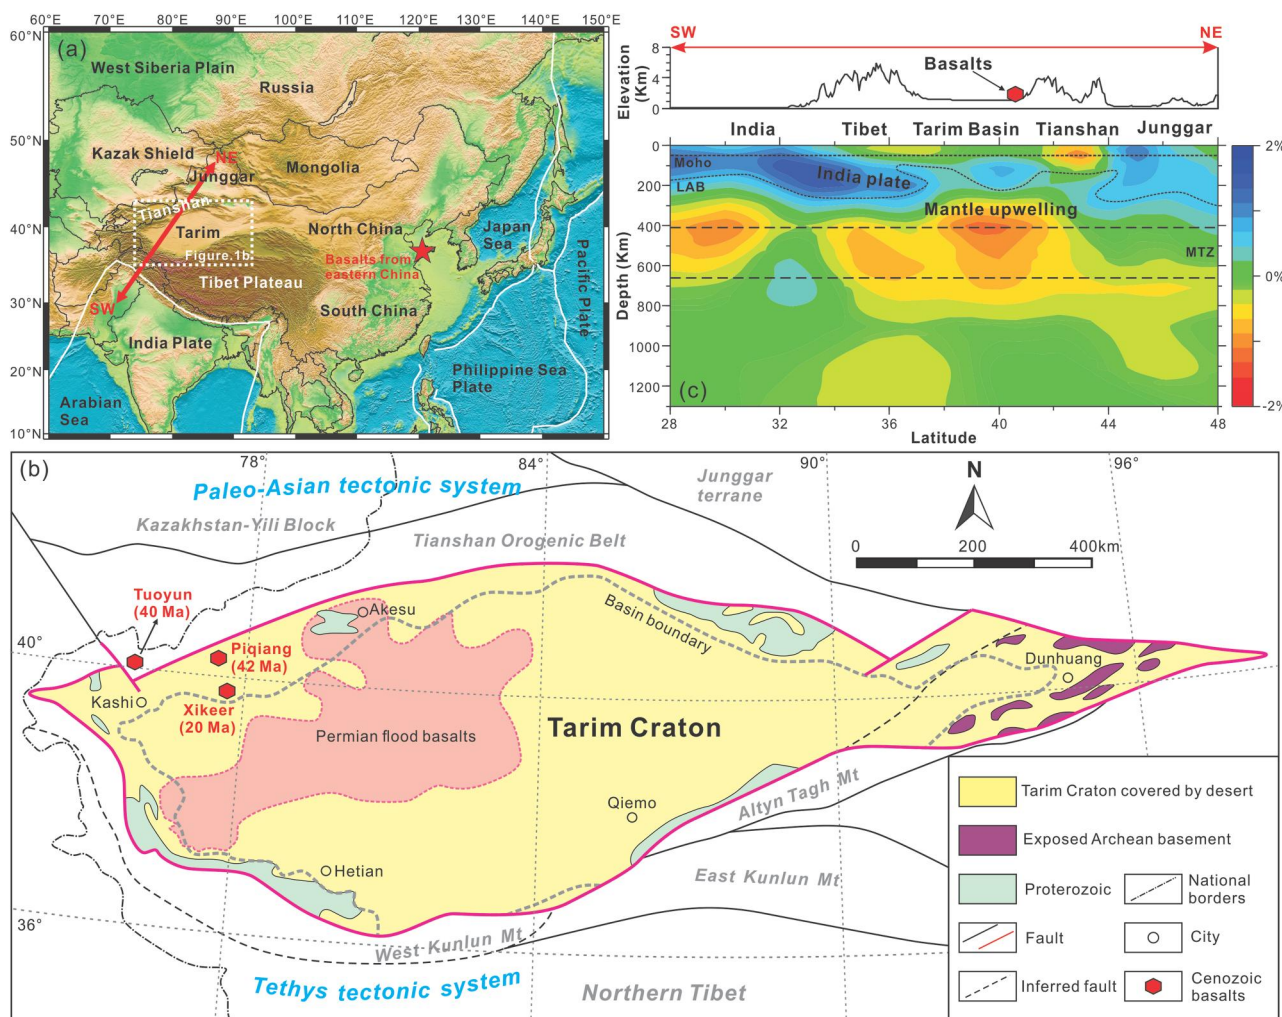 60°E 70°E 80°E 90°E 100°E 110°E 120°E 130°E 140°E 150°E
60°N
50°N
40°N
30°N
20°N
10°N
(a)
West Siberia Plain
Russia
Kazak Shield
NE
Junggar
Mongolia
Tianshan
Tarim
Figure.1b
North China
Basalts from
eastern China
Japan
Sea
Tibet Plateau
SW
South China
India Plate
Pacific Plate
Philippine Sea
Plate
Arabian
Sea
SW
NE
Elevation
(Km)
8
4
0
Basalts
India Tibet Tarim Basin Tianshan Junggar
0
200
400
600
800
1000
1200
Depth (Km)
Moho
LAB
India plate
Mantle upwelling
MTZ
(c)
28 32 36 40 44 48
Latitude
2%
0%
-2%
(b)
78°
84°
90°
96°
40°
36°
Paleo-Asian tectonic system
Kazakhstan-Yili Block
Junggar
terrane
Tianshan Orogenic Belt
N
0 200 400km
Tuoyun
(40 Ma)
Akesu
Basin boundary
Piqiang
(42 Ma)
Dunhuang
Kashi
Xikeer
(20 Ma)
Permian flood basalts
Tarim Craton
Qiemo
Altyn Tagh Mt
Hetian
East Kunlun Mt
West Kunlun Mt
Tethys tectonic system
Northern Tibet
Tarim Craton covered by desert
Exposed Archean basement
Proterozoic
National
borders
Fault
City
Inferred fault
Cenozoic
basalts